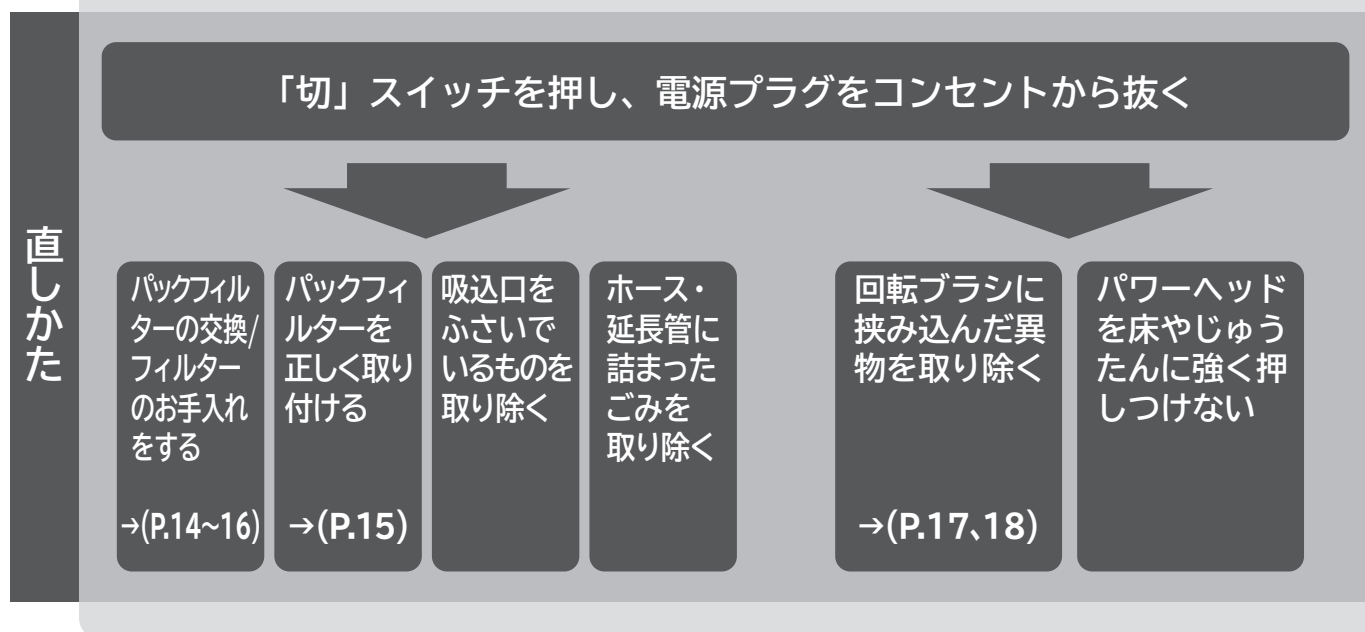 直しかた
「切」スイッチを押し、電源プラグをコンセントから抜く
パックフィル
ターの交換/
フィルター
のお手入れ
をする
→(P.14~16)
パックフィ
ルターを
正しく取り
付ける
→(P.15)
吸込口を
ふさいで
いるものを
取り除く
ホース・
延長管に
詰まった
ごみを
取り除く
回転ブラシに
挟み込んだ異
物を取り除く
→(P.17、18)
パワーヘッド
を床やじゅう
たんに強く押
しつけない